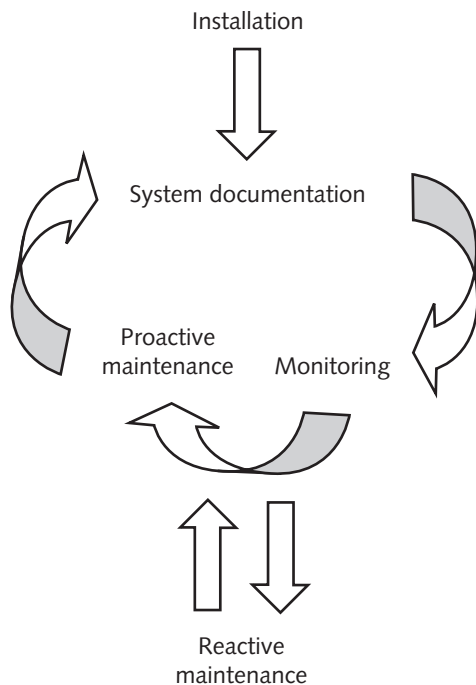 Installation
System documentation
Proactive
maintenance
Monitoring
Reactive
maintenance